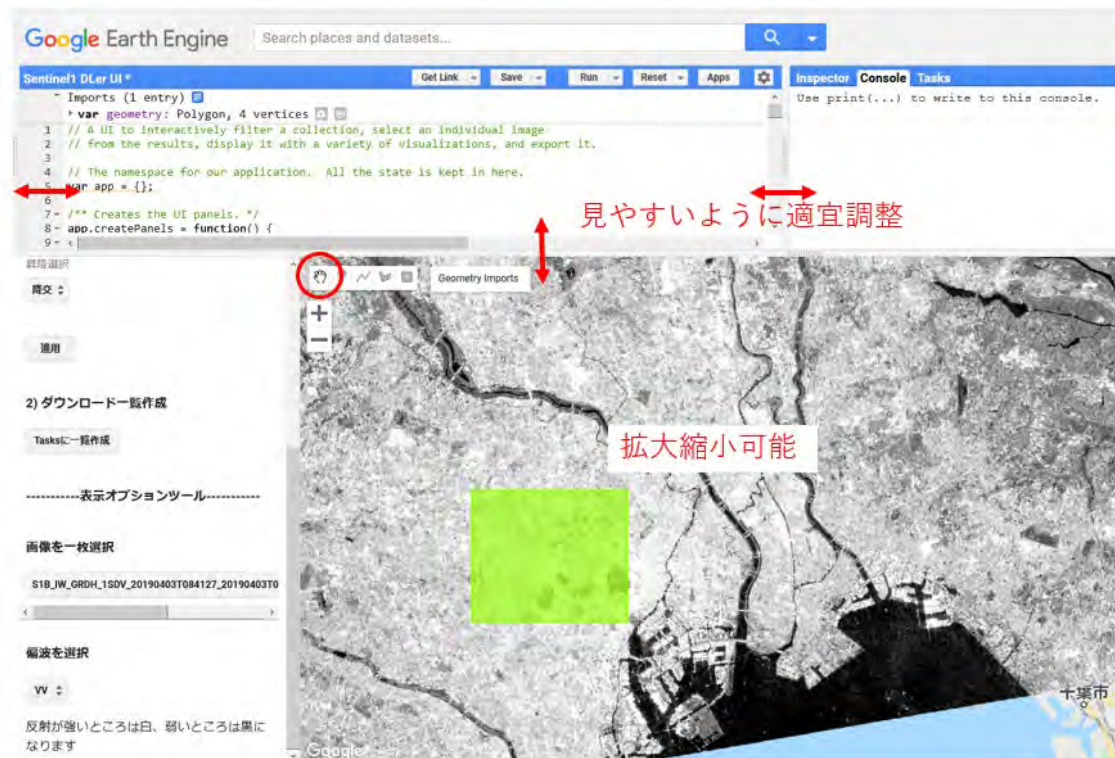 Google Earth Engine
Search places and datasets...
Sentinel1 DLer UI *
Get Link
Save
Run
Reset
Apps
Inspector Console Tasks
Imports (1 entry)
var geometry: Polygon, 4 vertices
Use print(...) to write to this console.
1 // A UI to interactively filter a collection, select an individual image
2 // from the results, display it with a variety of visualizations, and export it.
3
4 // The namespace for our application. All the state is kept in here.
5 var app = {};
6
7 /** Creates the UI panels. */
8 app.createPanels = function() {
9
見やすいように適宜調整
昇降選択
降交
適用
2) ダウンロード一覧作成
Tasksに一覧作成
-----------表示オプションツール-----------
画像を一枚選択
S1B_IW_GRDH_1SDV_20190403T084127_20190403T0
偏波を選択
VV
反射が強いところは白、弱いところは黒に
なります
Geometry Imports
+
−
拡大縮小可能
千葉市
Google